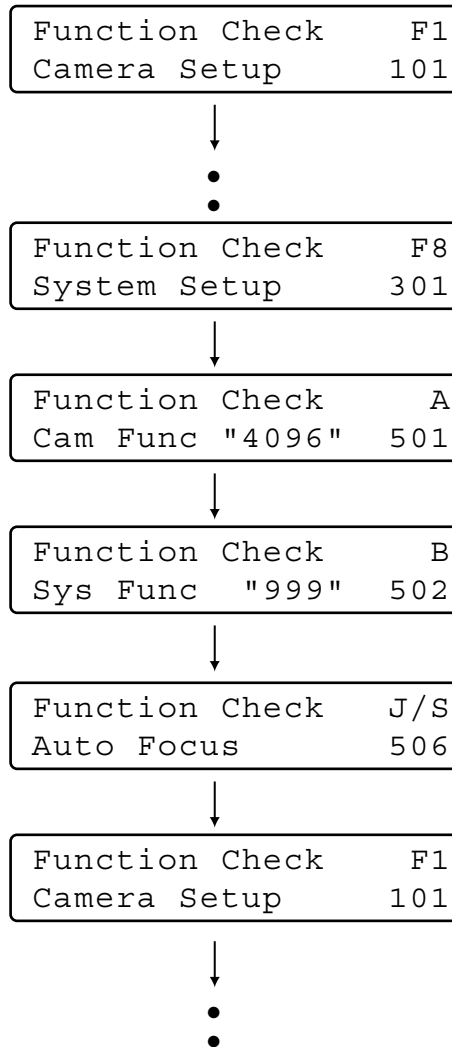 Function Check F1
Camera Setup 101
Function Check F8
System Setup 301
Function Check A
Cam Func "4096" 501
Function Check B
Sys Func "999" 502
Function Check J/S
Auto Focus 506
Function Check F1
Camera Setup 101